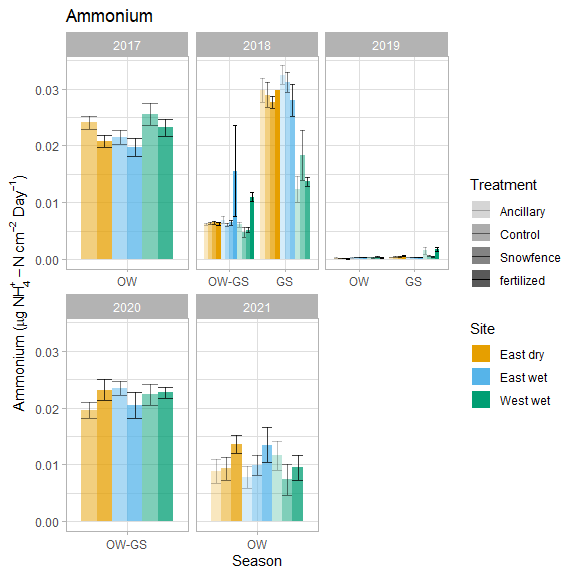 Ammonium
2017
2018
2019
0.03
0.02
0.01
0.00
OW
OW-GS
GS
OW
GS
2020
2021
0.03
0.02
0.01
0.00
OW-GS
OW
Season
Ammonium (μg NH₄⁺ – N cm⁻² Day⁻¹)
Treatment
Ancillary
Control
Snowfence
fertilized
Site
East dry
East wet
West wet